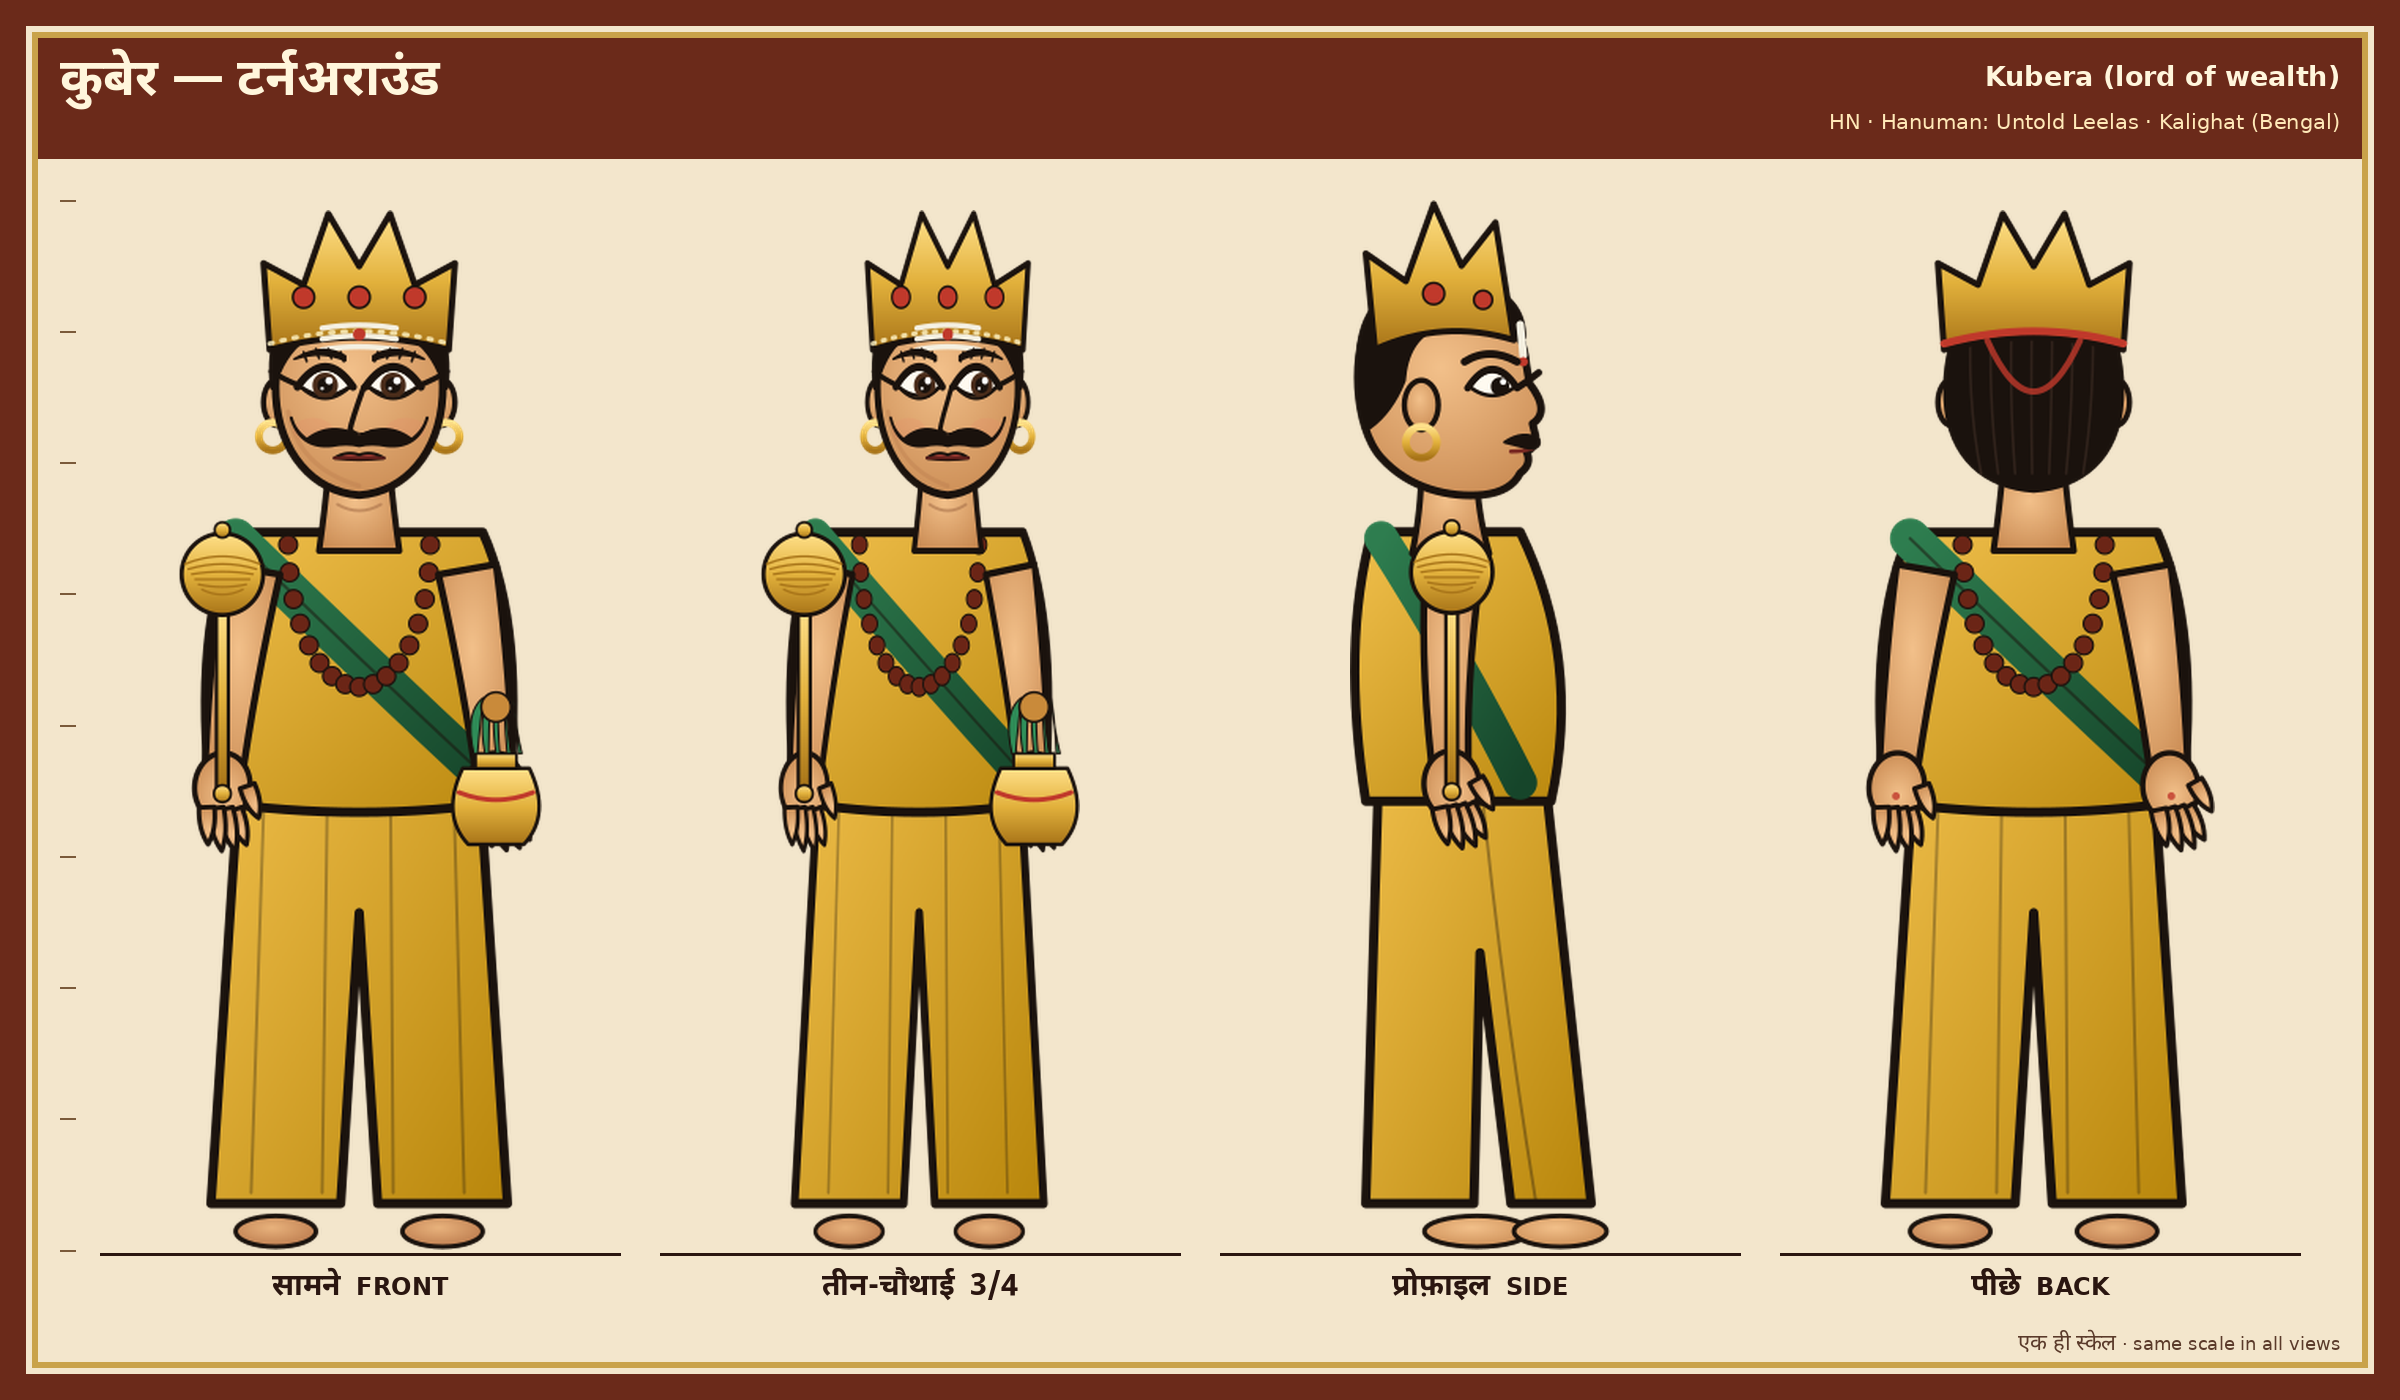 कुबेर — टर्नअराउंड
Kubera (lord of wealth)
HN · Hanuman: Untold Leelas · Kalighat (Bengal)
सामने FRONT
तीन-चौथाई 3/4
प्रोफ़ाइल SIDE
पीछे BACK
एक ही स्केल · same scale in all views